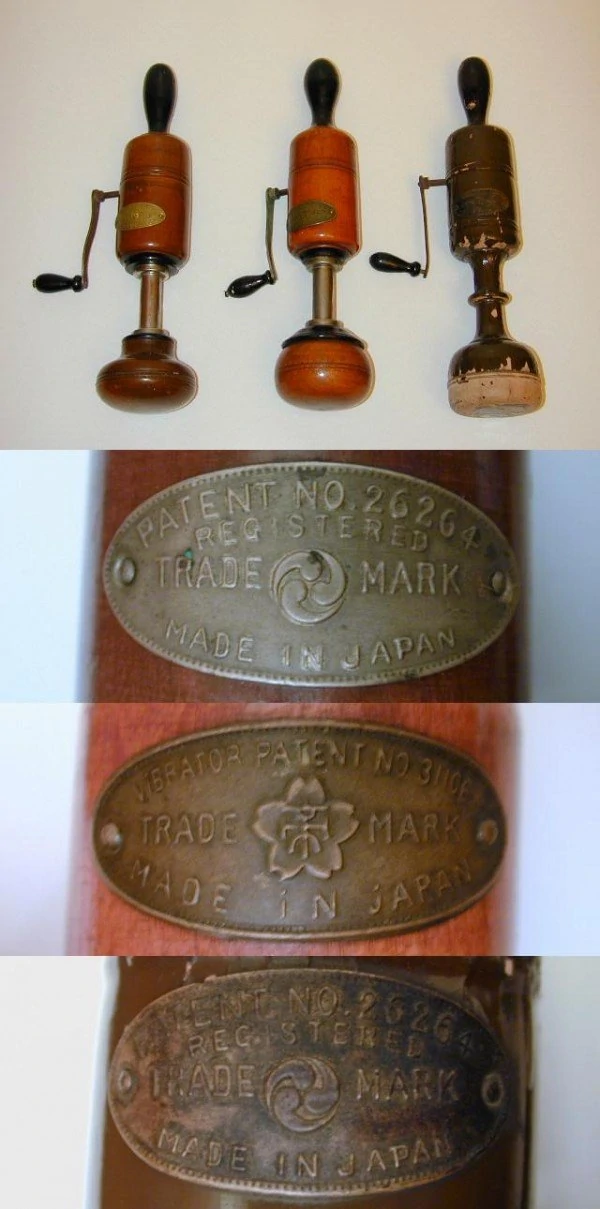 PATENT NO. 26264
REGISTERED
TRADE MARK
MADE IN JAPAN
VIBRATOR PATENT NO
TRADE MARK
MADE iN JAPAN
PATENT NO. 26264
REGISTERED
TRADE MARK
MADE IN JAPAN